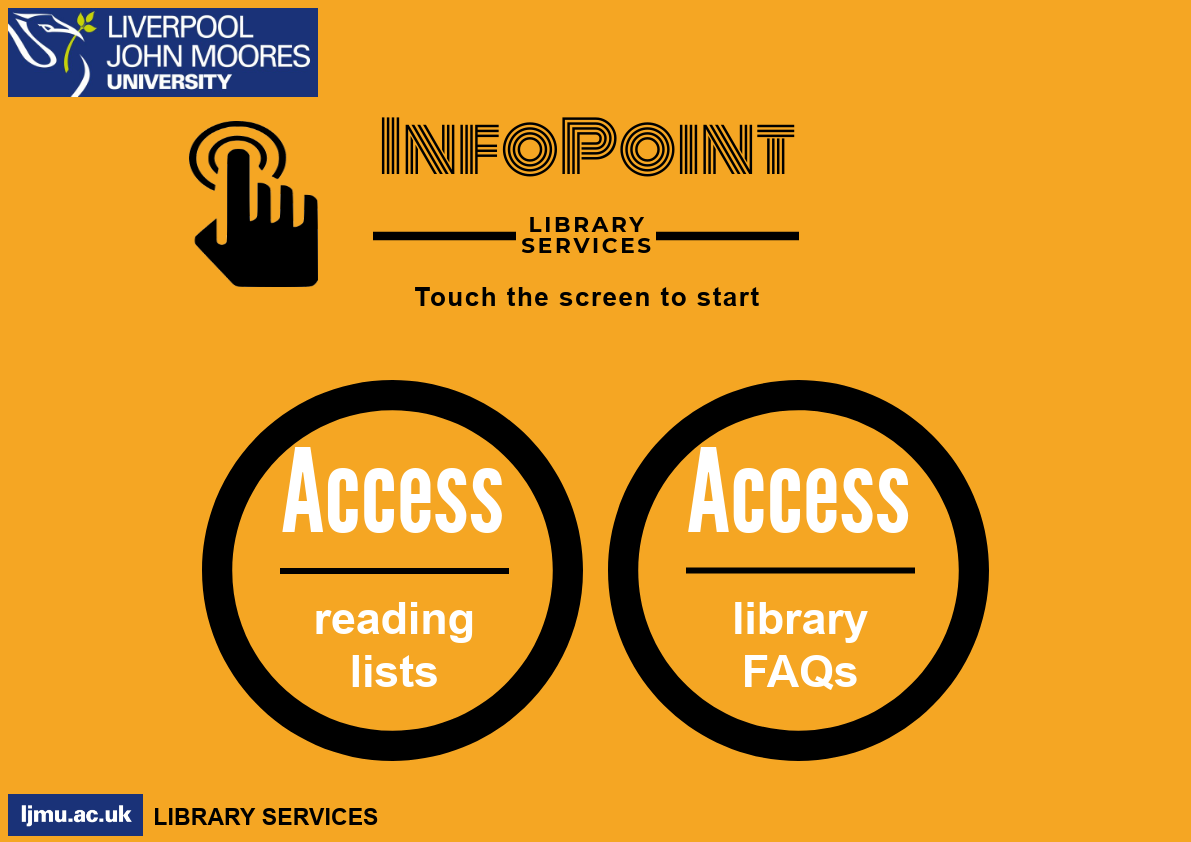 LIVERPOOL
JOHN MOORES
UNIVERSITY
INFOPOINT
LIBRARY
SERVICES
Touch the screen to start
Access
reading
lists
Access
library
FAQs
ljmu.ac.uk LIBRARY SERVICES